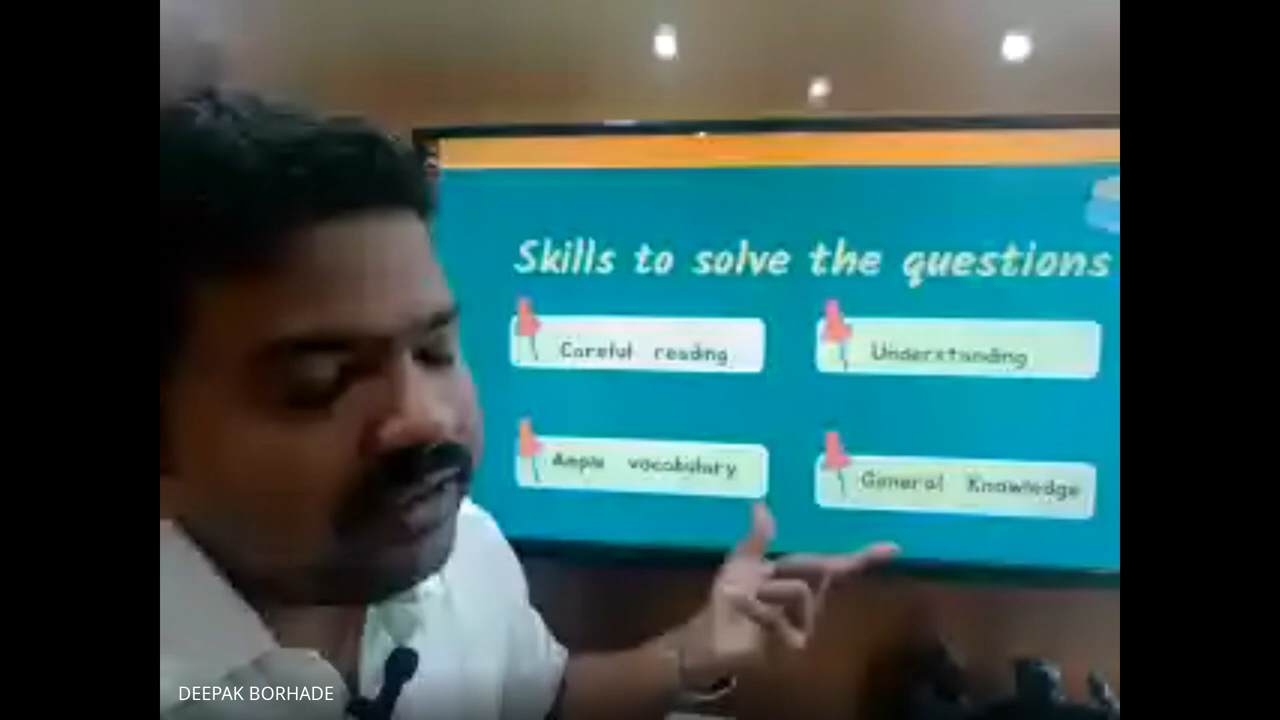 Skills to solve the questions
Careful reading
Understanding
Ample vocabulary
General Knowledge
DEEPAK BORHADE